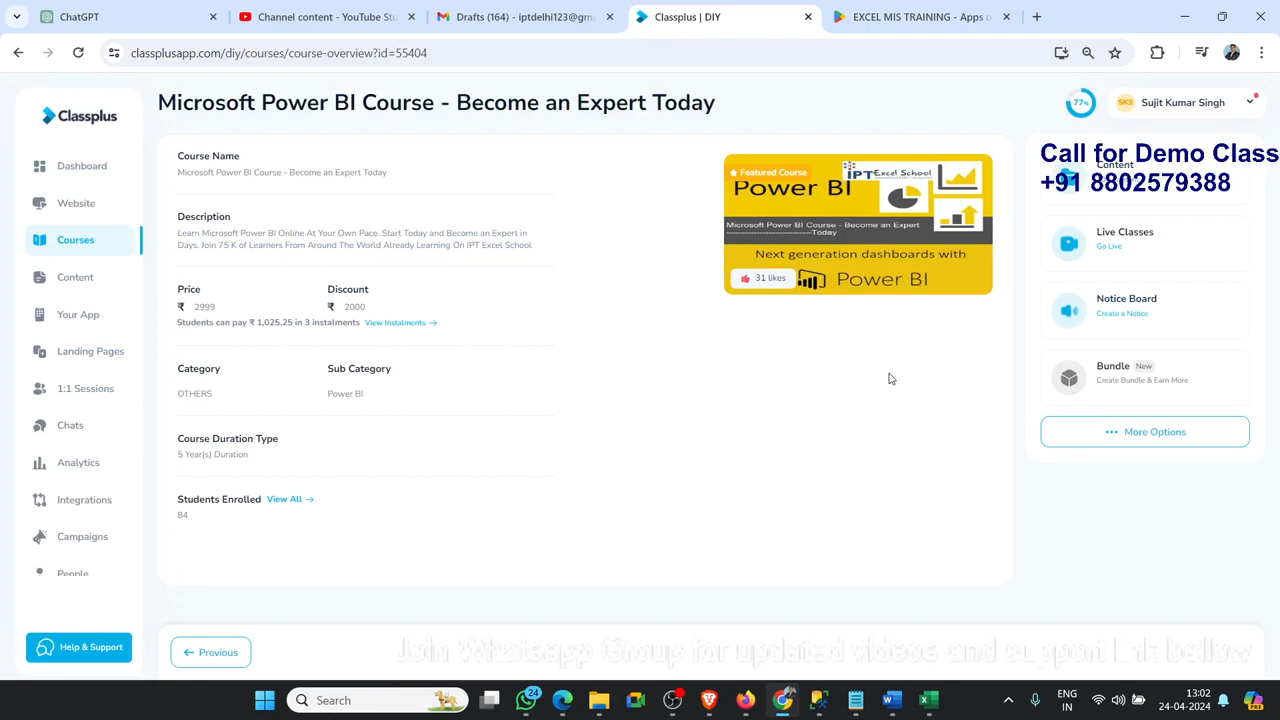 ChatGPT
Channel content - YouTube Stu
Drafts (164) - iptdelhi123@gm
Classplus | DIY
EXCEL MIS TRAINING - Apps o
classplusapp.com/diy/courses/course-overview?id=55404
Classplus
Microsoft Power BI Course - Become an Expert Today
77%
SKS
Sujit Kumar Singh
Dashboard
Website
Courses
Content
Your App
Landing Pages
1:1 Sessions
Chats
Analytics
Integrations
Campaigns
People
Help & Support
Course Name
Microsoft Power BI Course - Become an Expert Today
Description
Learn Microsoft Power BI Online At Your Own Pace. Start Today and Become an Expert in
Days. Join 75 K of Learners From Around The World Already Learning On IPT Excel School
Price
Discount
₹ 2999
₹ 2000
Students can pay ₹ 1,025.25 in 3 instalments View Instalments →
Category
Sub Category
OTHERS
Power BI
Course Duration Type
5 Year(s) Duration
Students Enrolled View All →
84
Featured Course
IPT Excel School
Power BI
Microsoft Power BI Course - Become an Expert
Today
Next generation dashboards with
Power BI
31 likes
Call for Demo Class
+91 8802579388
Content
Live Classes
Go Live
Notice Board
Create a Notice
Bundle New
Create Bundle & Earn More
••• More Options
← Previous
Join Whatsapp Group for updated videos and support Link bellow
Search
24
ENG
IN
13:02
24-04-2024